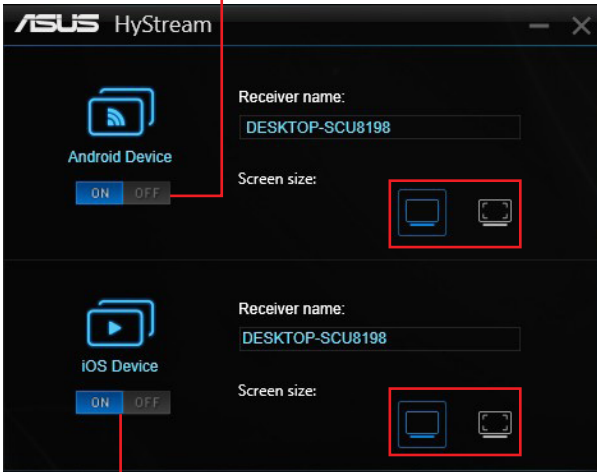 ASUS HyStream
Receiver name:
DESKTOP-SCU8198
Android Device
Screen size:
ON OFF
Receiver name:
DESKTOP-SCU8198
iOS Device
Screen size:
ON OFF